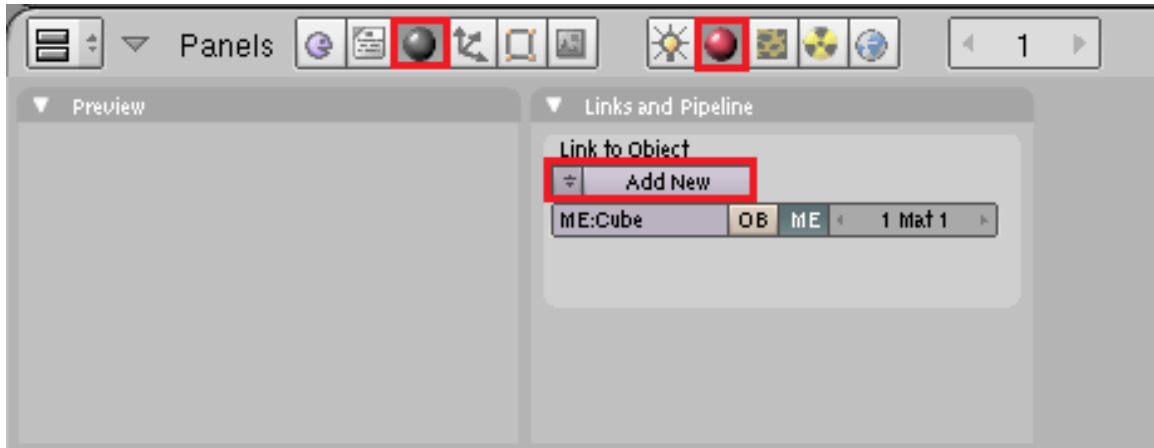 Panels 1
Preview
Links and Pipeline
Link to Object
Add New
ME:Cube OB ME 1 Mat 1